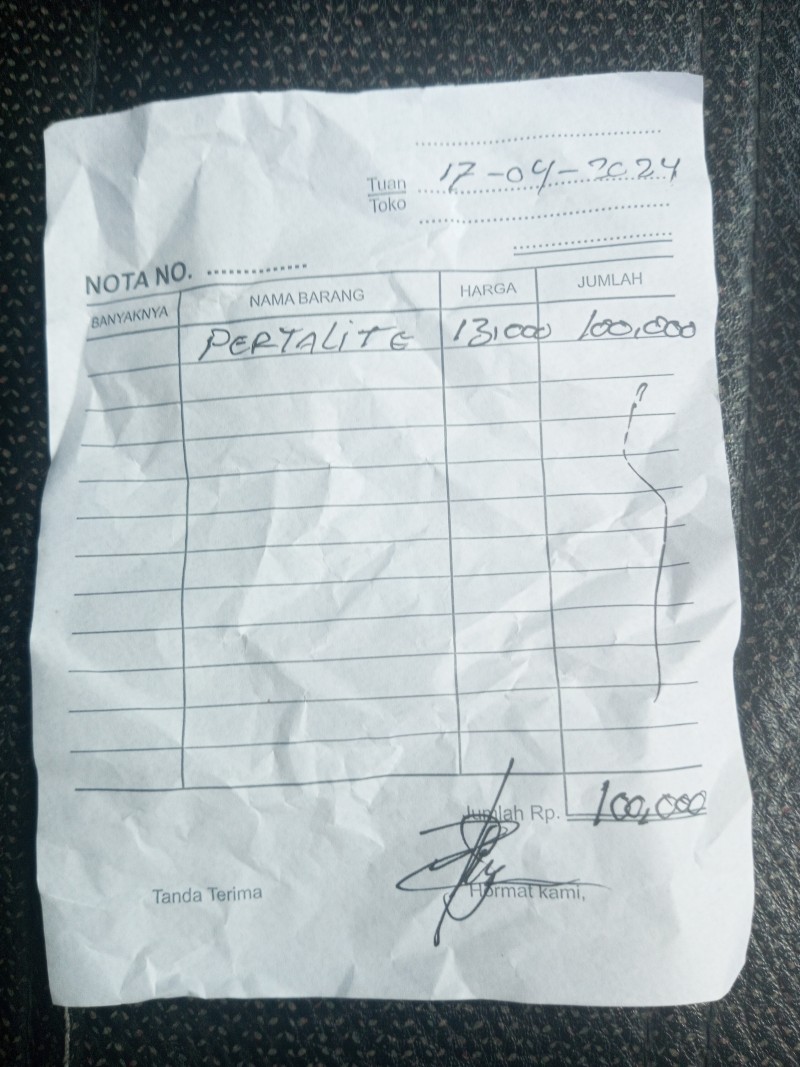 17-04-2024
Tuan
Toko
NOTA NO. ..............
BANYAKNYA NAMA BARANG HARGA JUMLAH
PERTALITE 13,000 100,000
Jumlah Rp. 100,000
Tanda Terima Hormat kami,